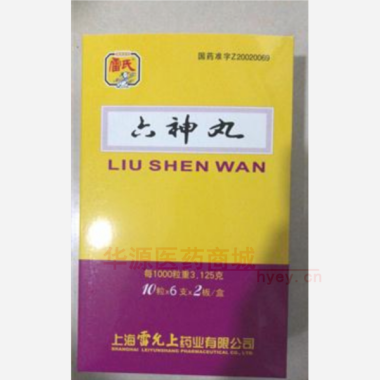 国药准字Z20020069
雷氏
六神丸
LIU SHEN WAN
华源医药商城
hyey.cn
每1000粒重3.125克
10粒×6支×2板/盒
上海雷允上药业有限公司
SHANGHAI LEIYUNSHANG PHARMACEUTICAL CO., LTD.